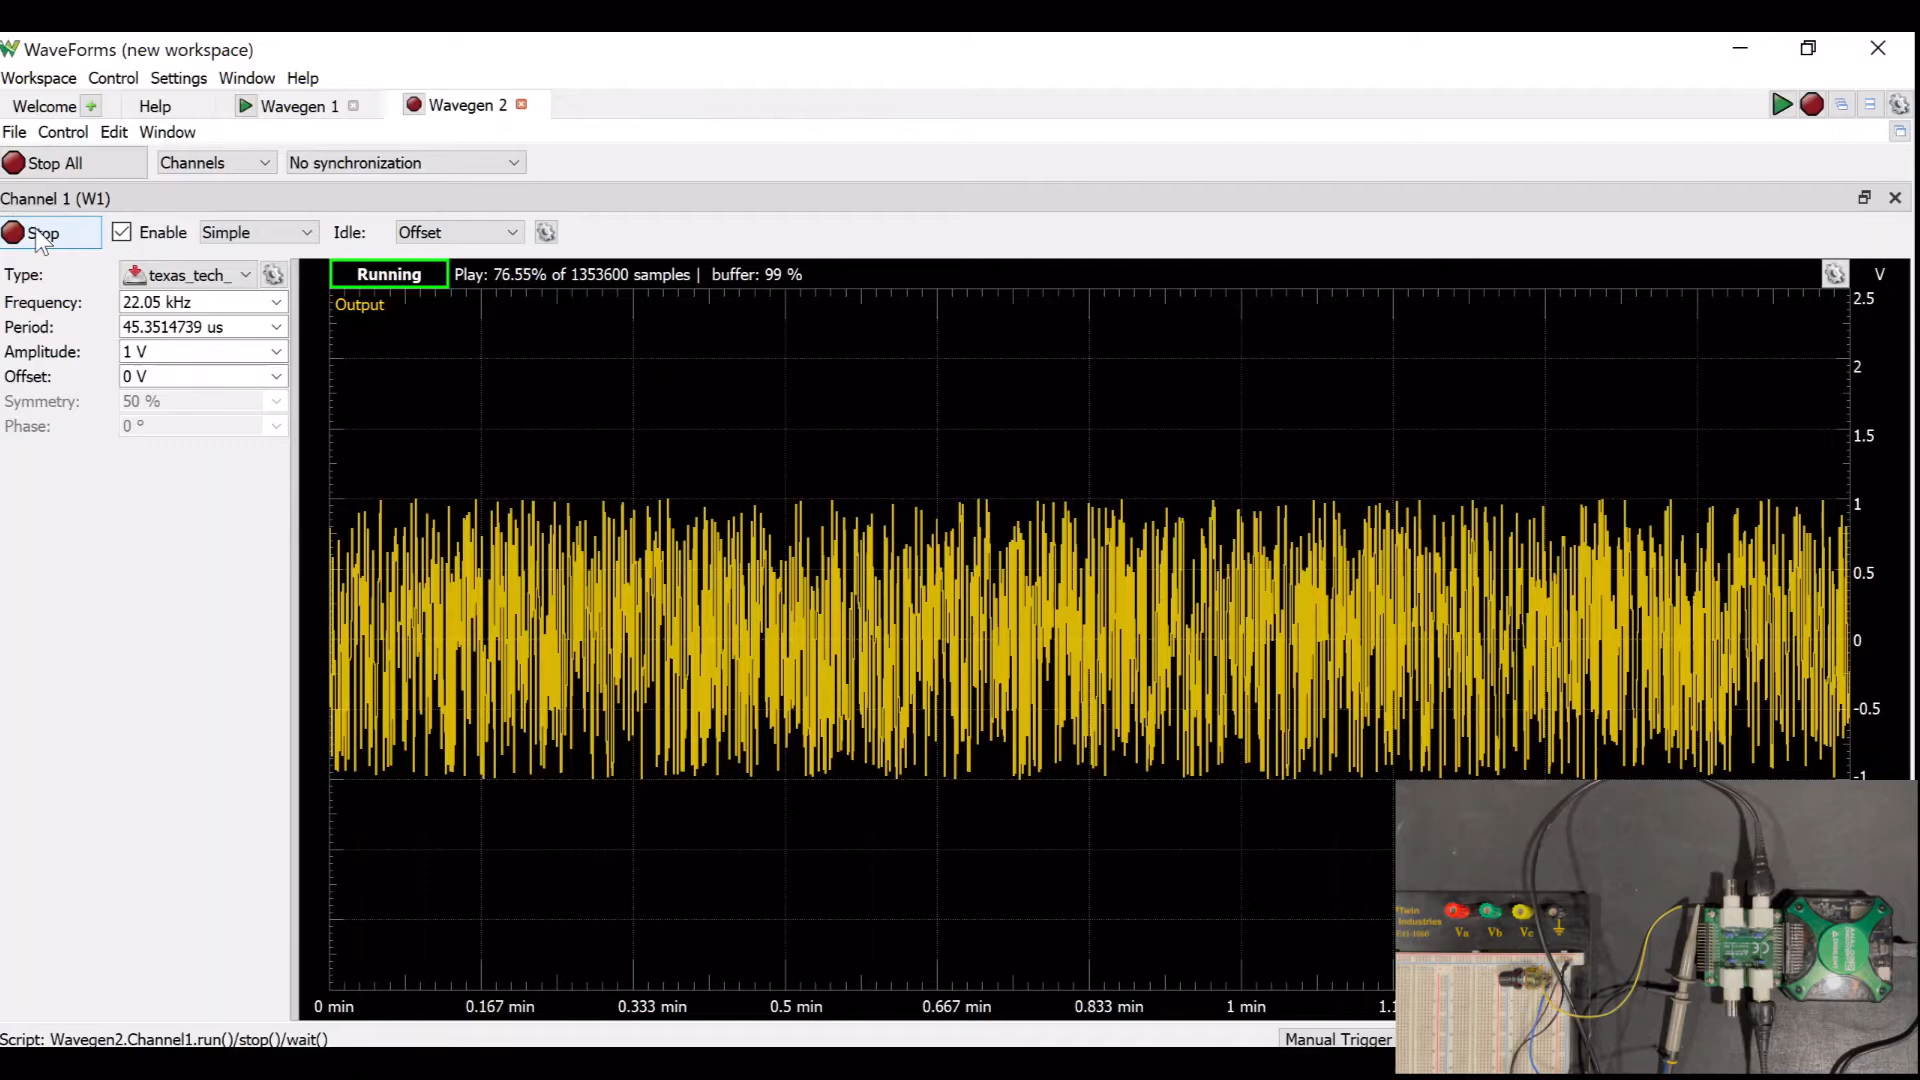 WaveForms (new workspace)
Workspace Control Settings Window Help
Welcome Help Wavegen 1 Wavegen 2
File Control Edit Window
Stop All Channels No synchronization
Channel 1 (W1)
Stop Enable Simple Idle: Offset
Type: texas_tech_
Frequency: 22.05 kHz
Period: 45.3514739 us
Amplitude: 1 V
Offset: 0 V
Symmetry: 50 %
Phase: 0 °
Running Play: 76.55% of 1353600 samples | buffer: 99 % V
Output
2.5
2
1.5
1
0.5
0
-0.5
-1
0 min 0.167 min 0.333 min 0.5 min 0.667 min 0.833 min 1 min 1.1
Script: Wavegen2.Channel1.run()/stop()/wait() Manual Trigger
Twin
Industries
Va Vb Vc